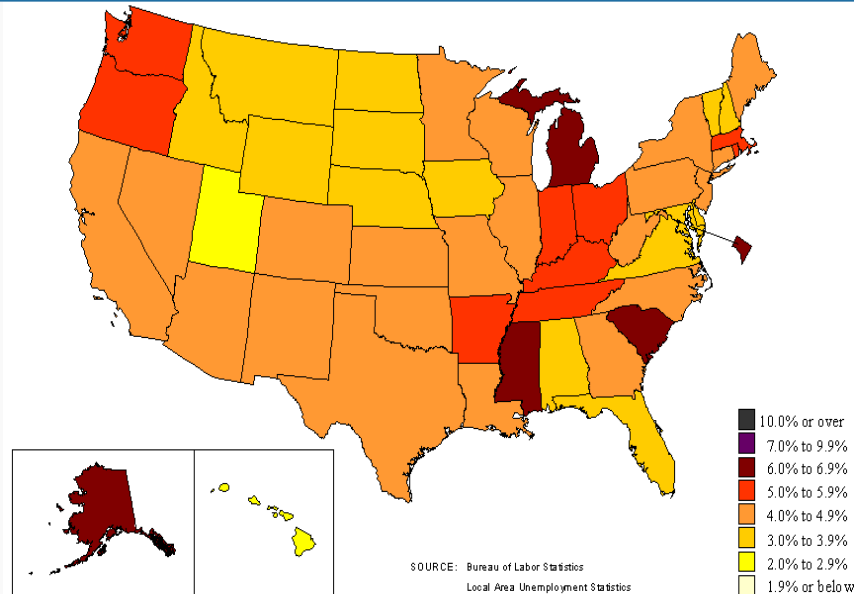 10.0% or over
7.0% to 9.9%
6.0% to 6.9%
5.0% to 5.9%
4.0% to 4.9%
3.0% to 3.9%
2.0% to 2.9%
1.9% or below
SOURCE: Bureau of Labor Statistics
Local Area Unemployment Statistics